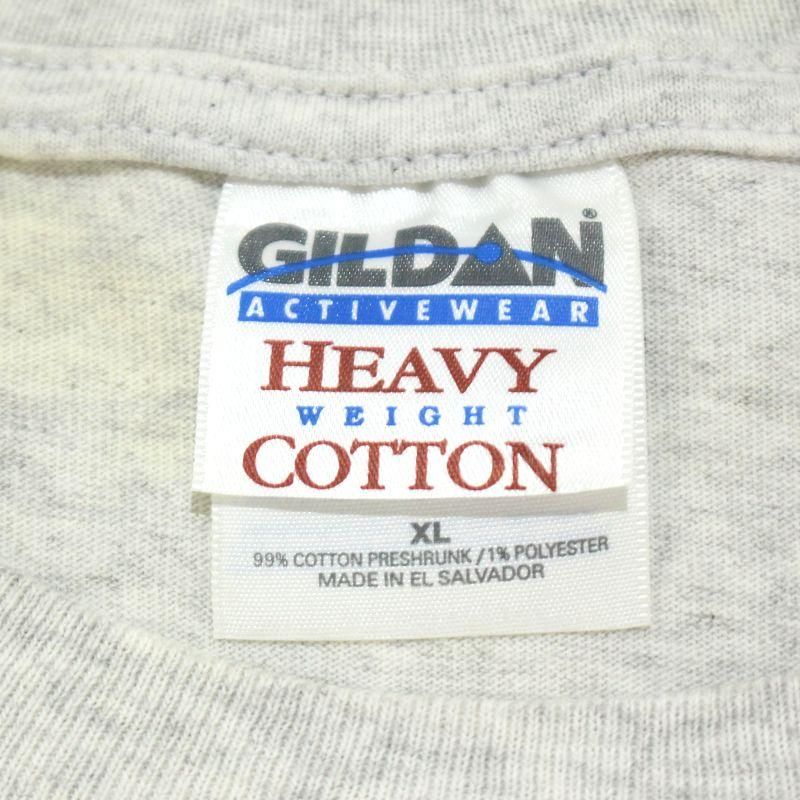 GILDAN®
ACTIVEWEAR
HEAVY
WEIGHT
COTTON
XL
99% COTTON PRESHRUNK / 1% POLYESTER
MADE IN EL SALVADOR